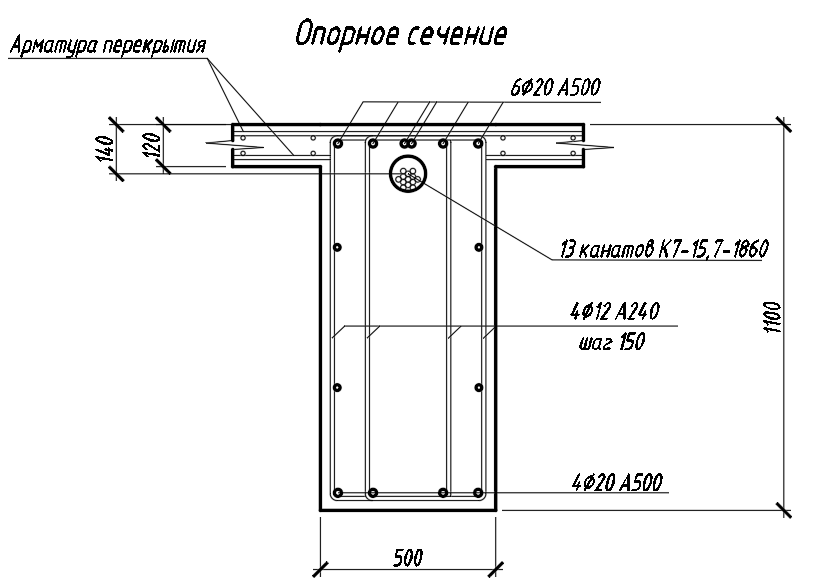 Опорное сечение
Арматура перекрытия
6Ф20 А500
140
120
13 канатов К7-15,7-1860
4Ф12 А240
шаг 150
1100
4Ф20 А500
500